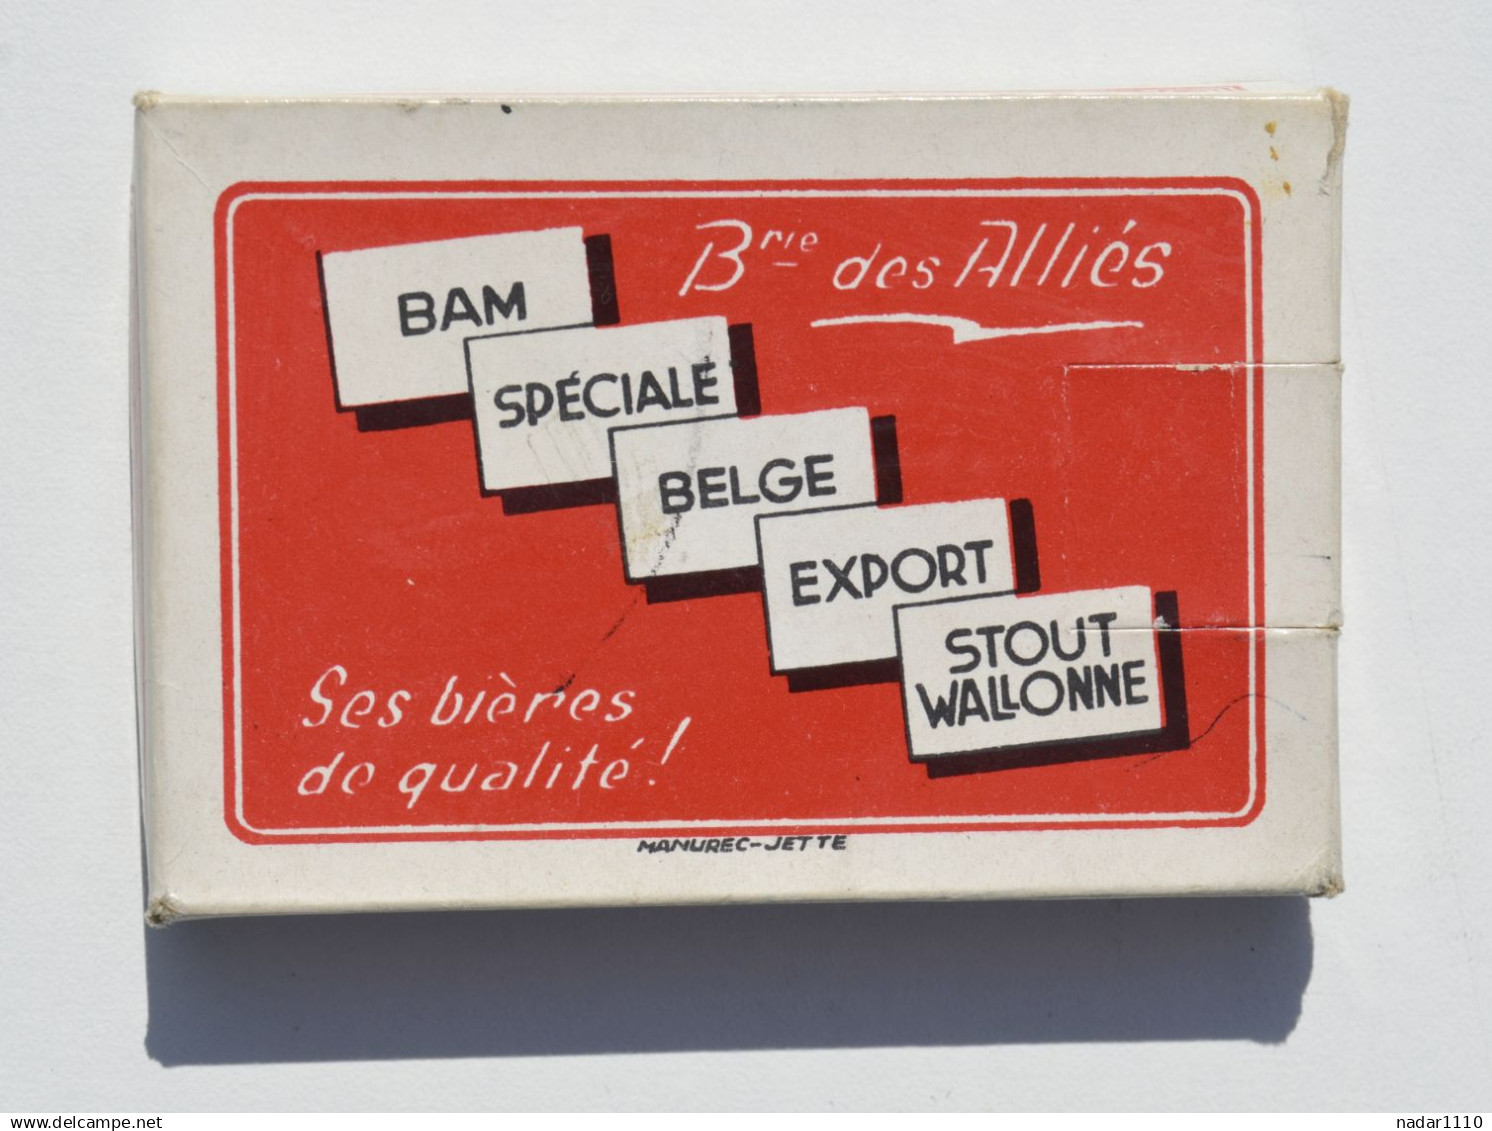 Brie des Alliés
BAM
SPÉCIALE
BELGE
EXPORT
STOUT
WALLONNE
Ses bières
de qualité!
MANUREC-JETTE
www.delcampe.net
nadar1110